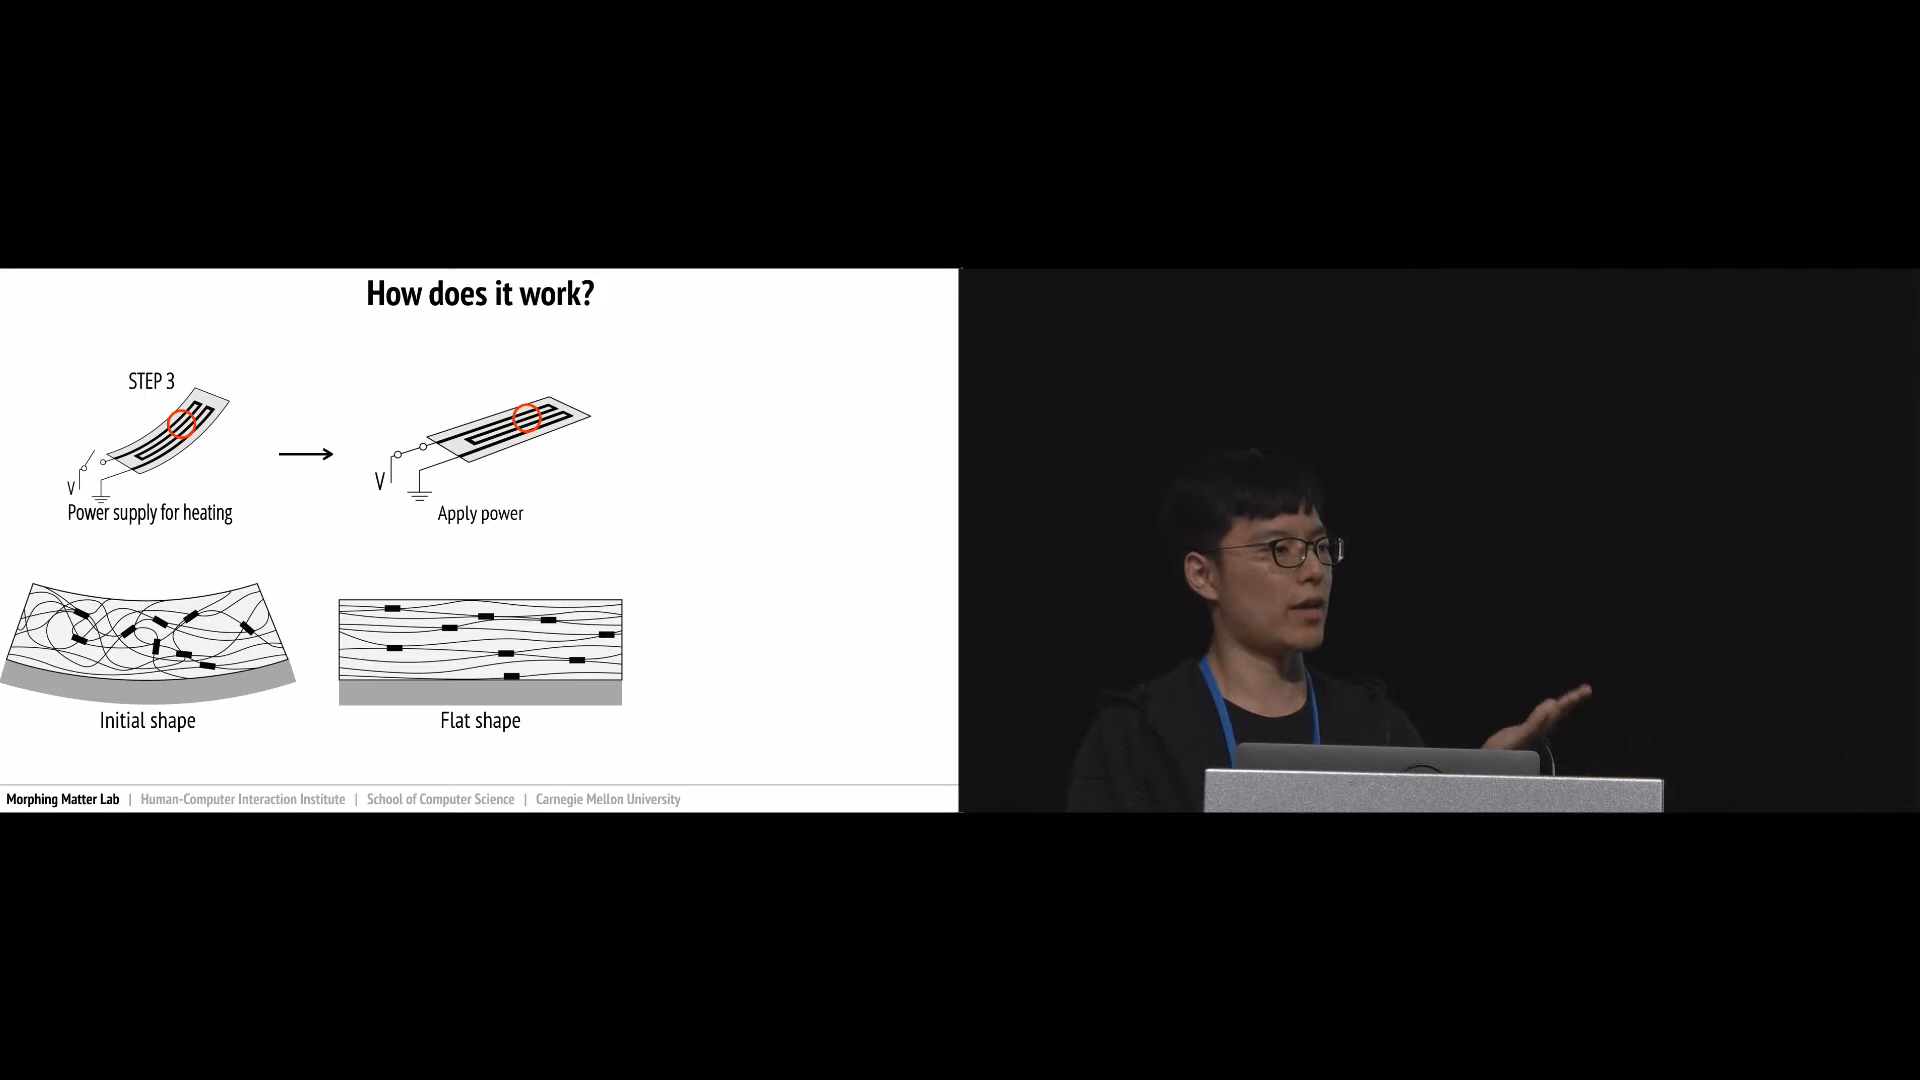 How does it work?
STEP 3
V
Power supply for heating
V
Apply power
Initial shape
Flat shape
Morphing Matter Lab | Human-Computer Interaction Institute | School of Computer Science | Carnegie Mellon University